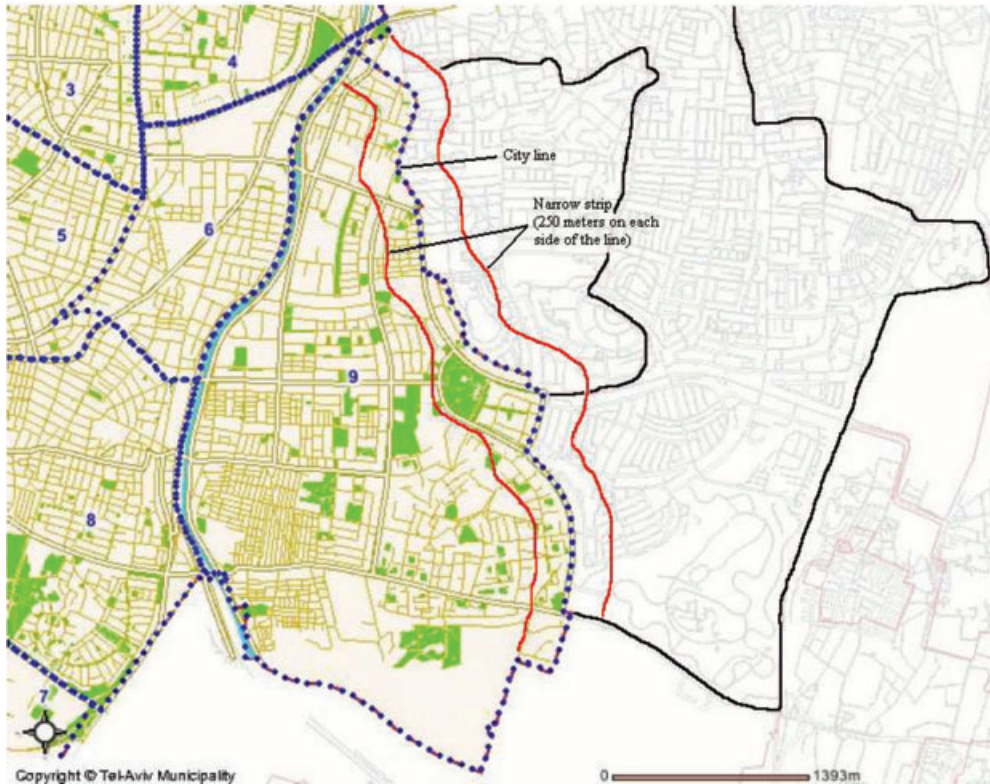 4
3
City line
Narrow strip
(250 meters on each
side of the line)
6
5
9
8
7
Copyright © Tel-Aviv Municipality
0 1393m